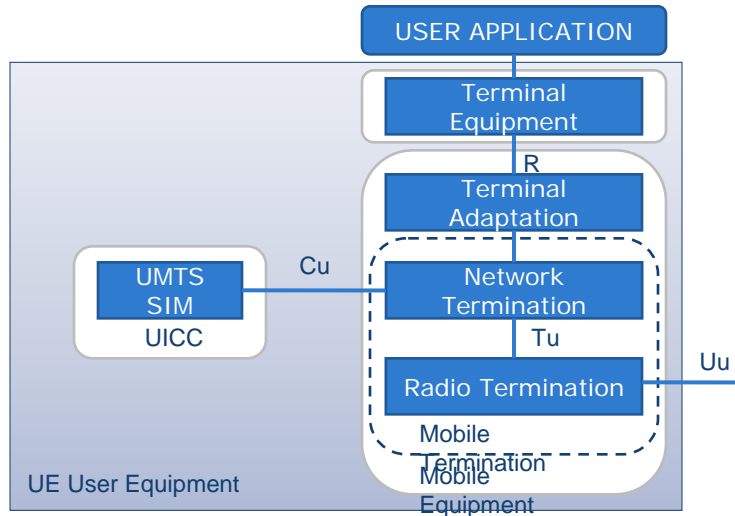 USER APPLICATION
Terminal
Equipment
R
Terminal
Adaptation
Cu
UMTS
SIM
UICC
Network
Termination
Tu
Uu
Radio Termination
Mobile
Termination
Mobile
Equipment
UE User Equipment